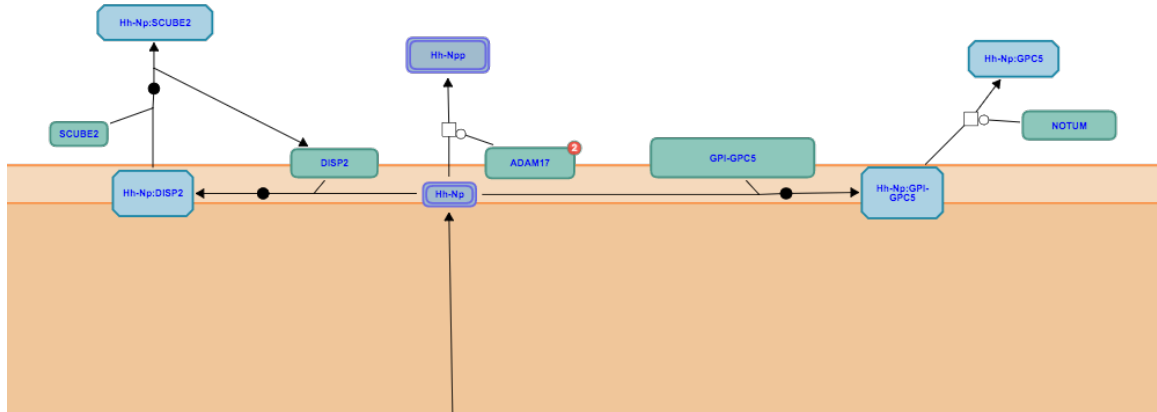 Hh-Np:SCUBE2
Hh-Npp
Hh-Np:GPC5
SCUBE2
NOTUM
DISP2
ADAM17
2
GPI-GPC5
Hh-Np:DISP2
Hh-Np
Hh-Np:GPI-
GPC5